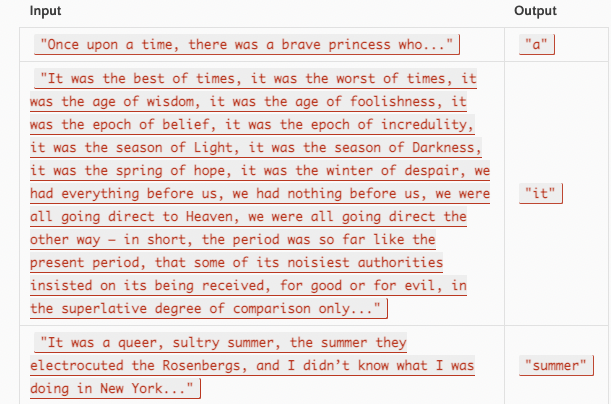 Input Output
"Once upon a time, there was a brave princess who..." "a"
"It was the best of times, it was the worst of times, it
was the age of wisdom, it was the age of foolishness, it
was the epoch of belief, it was the epoch of incredulity,
it was the season of Light, it was the season of Darkness,
it was the spring of hope, it was the winter of despair, we
had everything before us, we had nothing before us, we were
all going direct to Heaven, we were all going direct the
other way – in short, the period was so far like the
present period, that some of its noisiest authorities
insisted on its being received, for good or for evil, in
the superlative degree of comparison only..."
"it"
"It was a queer, sultry summer, the summer they
electrocuted the Rosenbergs, and I didn’t know what I was
doing in New York..."
"summer"